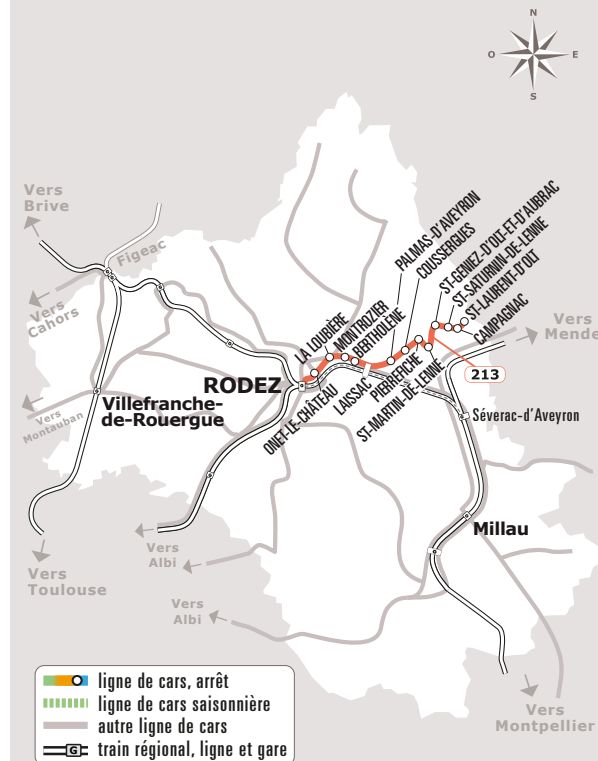 N
O
E
S
Vers
Brive
Figeac
Vers
Cahors
PALMAS-D'AVEYRON
COUSSERGUES
ST-GENIEZ-D'OLT-ET-D'AUBRAC
ST-SATURNIN-DE-LENNE
ST-LAURENT-D'OLT
CAMPAGNAC
Vers
Mende
LA LOUBIÈRE
MONTROZIER
BERTHOLÈNE
213
RODEZ
ONET-LE-CHÂTEAU
LAISSAC
PIERREFICHE
ST-MARTIN-DE-LENNE
Villefranche-
de-Rouergue
Vers
Montauban
Séverac-d'Aveyron
Millau
Vers
Toulouse
Vers
Albi
Vers
Albi
Vers
Montpellier
ligne de cars, arrêt
ligne de cars saisonnière
autre ligne de cars
G train régional, ligne et gare